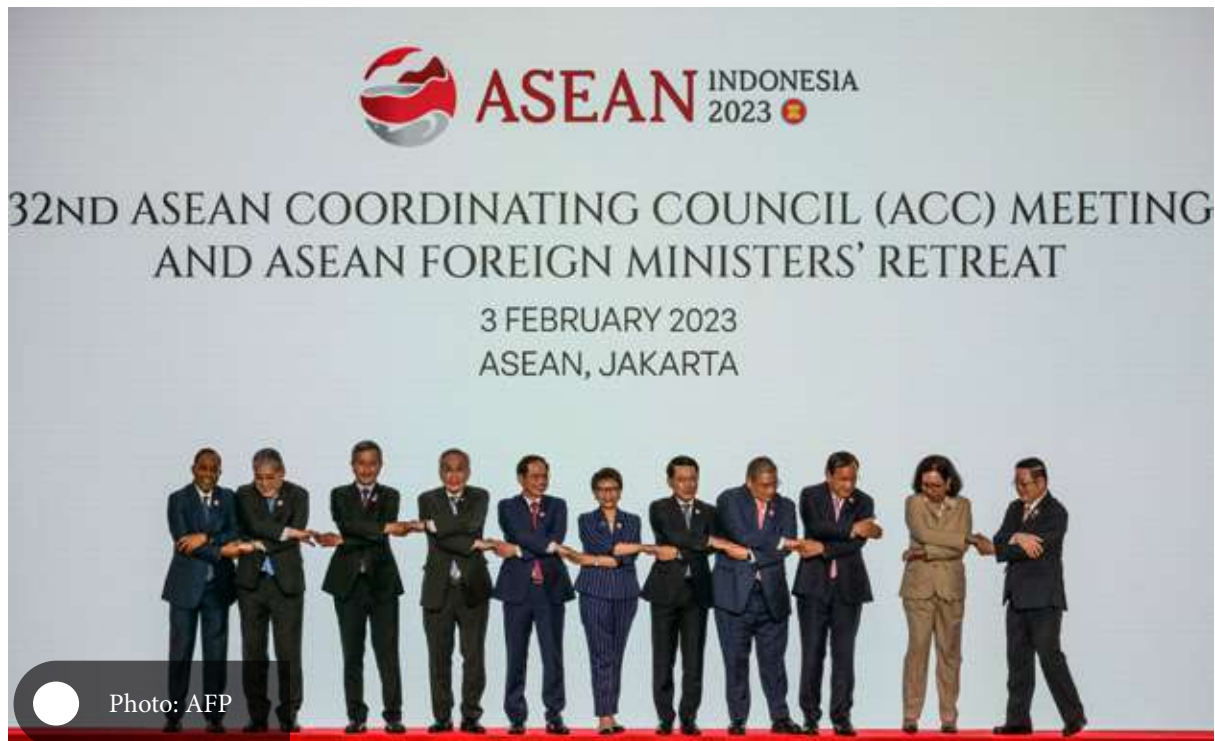 ASEAN INDONESIA
2023
32ND ASEAN COORDINATING COUNCIL (ACC) MEETING
AND ASEAN FOREIGN MINISTERS’ RETREAT
3 FEBRUARY 2023
ASEAN, JAKARTA
Photo: AFP